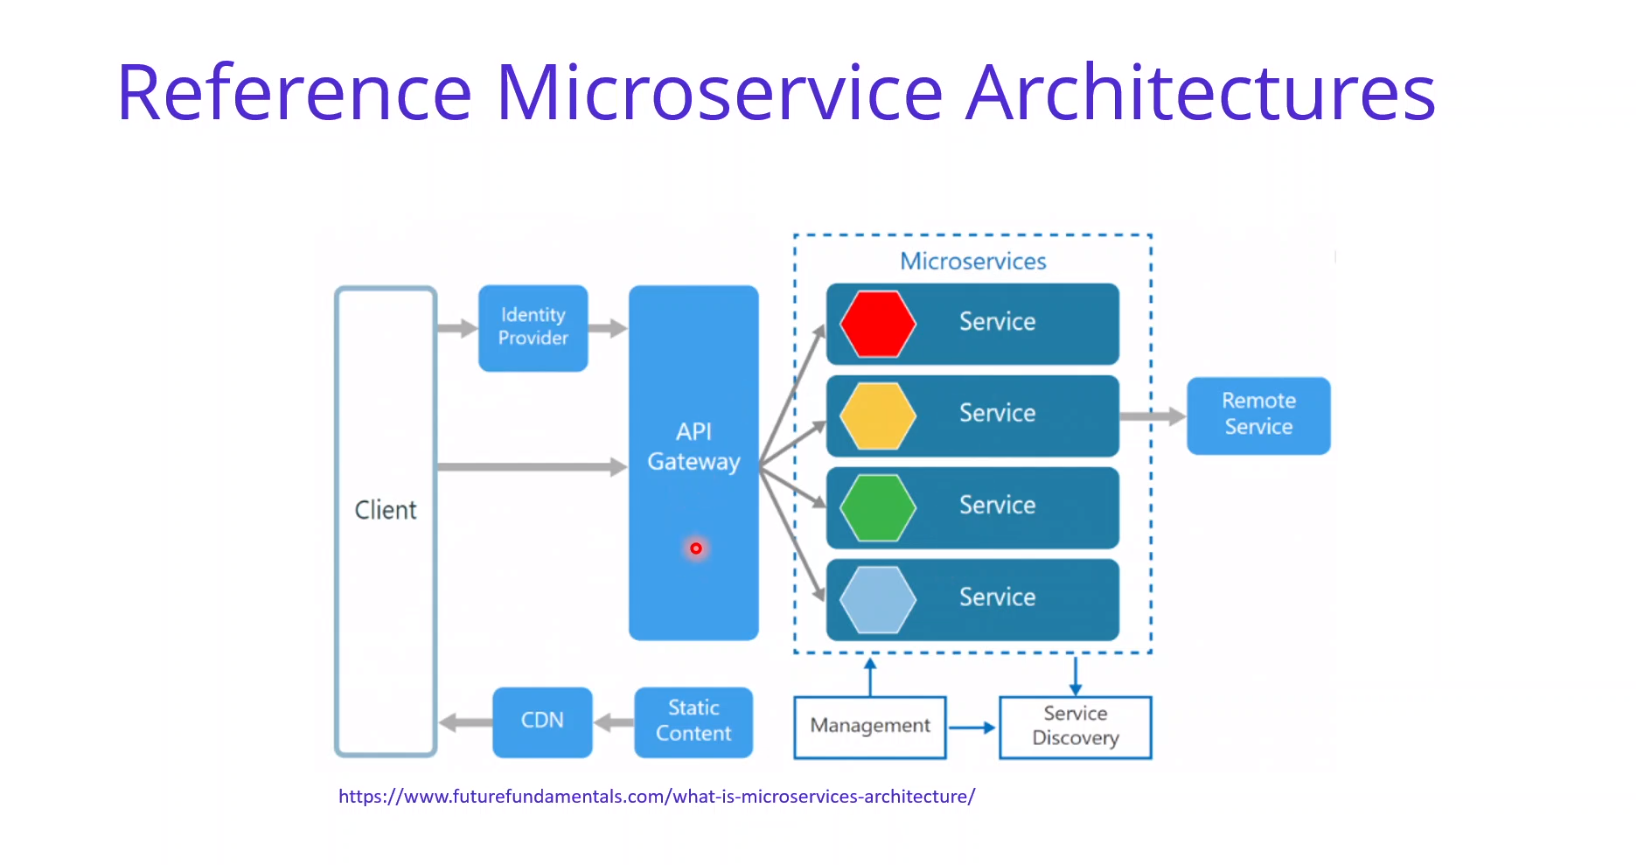 Reference Microservice Architectures
Microservices
Identity
Provider
Service
Service
Remote
Service
API
Gateway
Client
Service
Service
CDN
Static
Content
Management
Service
Discovery
https://www.futurefundamentals.com/what-is-microservices-architecture/